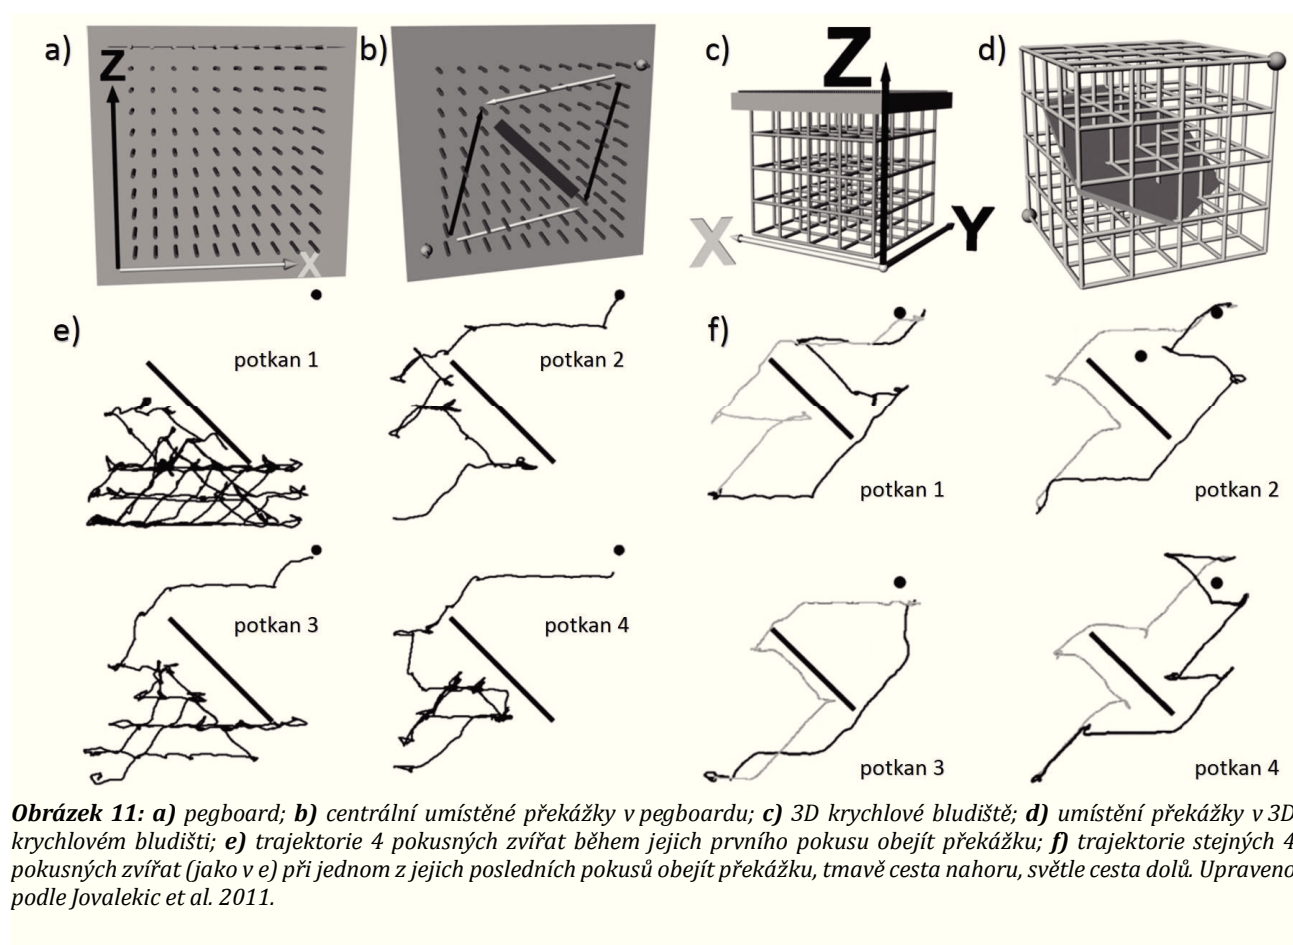 a)
Z
X
b)
c)
Z
X
Y
d)
e)
potkan 1
potkan 2
f)
potkan 1
potkan 2
potkan 3
potkan 4
potkan 3
potkan 4
Obrázek 11: a) pegboard; b) centrální umístěné překážky v pegboardu; c) 3D krychlové bludiště; d) umístění překážky v 3D
krychlovém bludišti; e) trajektorie 4 pokusných zvířat během jejich prvního pokusu obejít překážku; f) trajektorie stejných 4
pokusných zvířat (jako v e) při jednom z jejich posledních pokusů obejít překážku, tmavě cesta nahoru, světle cesta dolů. Upraveno
podle Jovalekic et al. 2011.